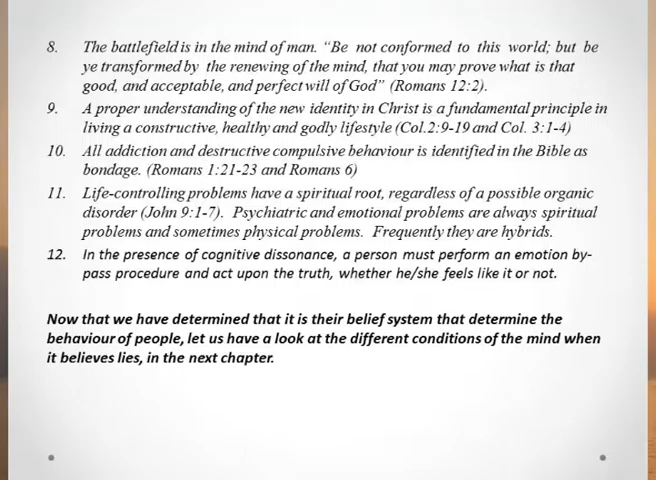 8. The battlefield is in the mind of man. “Be not conformed to this world; but be
ye transformed by the renewing of the mind, that you may prove what is that
good, and acceptable, and perfect will of God” (Romans 12:2).
9. A proper understanding of the new identity in Christ is a fundamental principle in
living a constructive, healthy and godly lifestyle (Col.2:9-19 and Col. 3:1-4)
10. All addiction and destructive compulsive behaviour is identified in the Bible as
bondage. (Romans 1:21-23 and Romans 6)
11. Life-controlling problems have a spiritual root, regardless of a possible organic
disorder (John 9:1-7). Psychiatric and emotional problems are always spiritual
problems and sometimes physical problems. Frequently they are hybrids.
12. In the presence of cognitive dissonance, a person must perform an emotion by-
pass procedure and act upon the truth, whether he/she feels like it or not.
Now that we have determined that it is their belief system that determine the
behaviour of people, let us have a look at the different conditions of the mind when
it believes lies, in the next chapter.